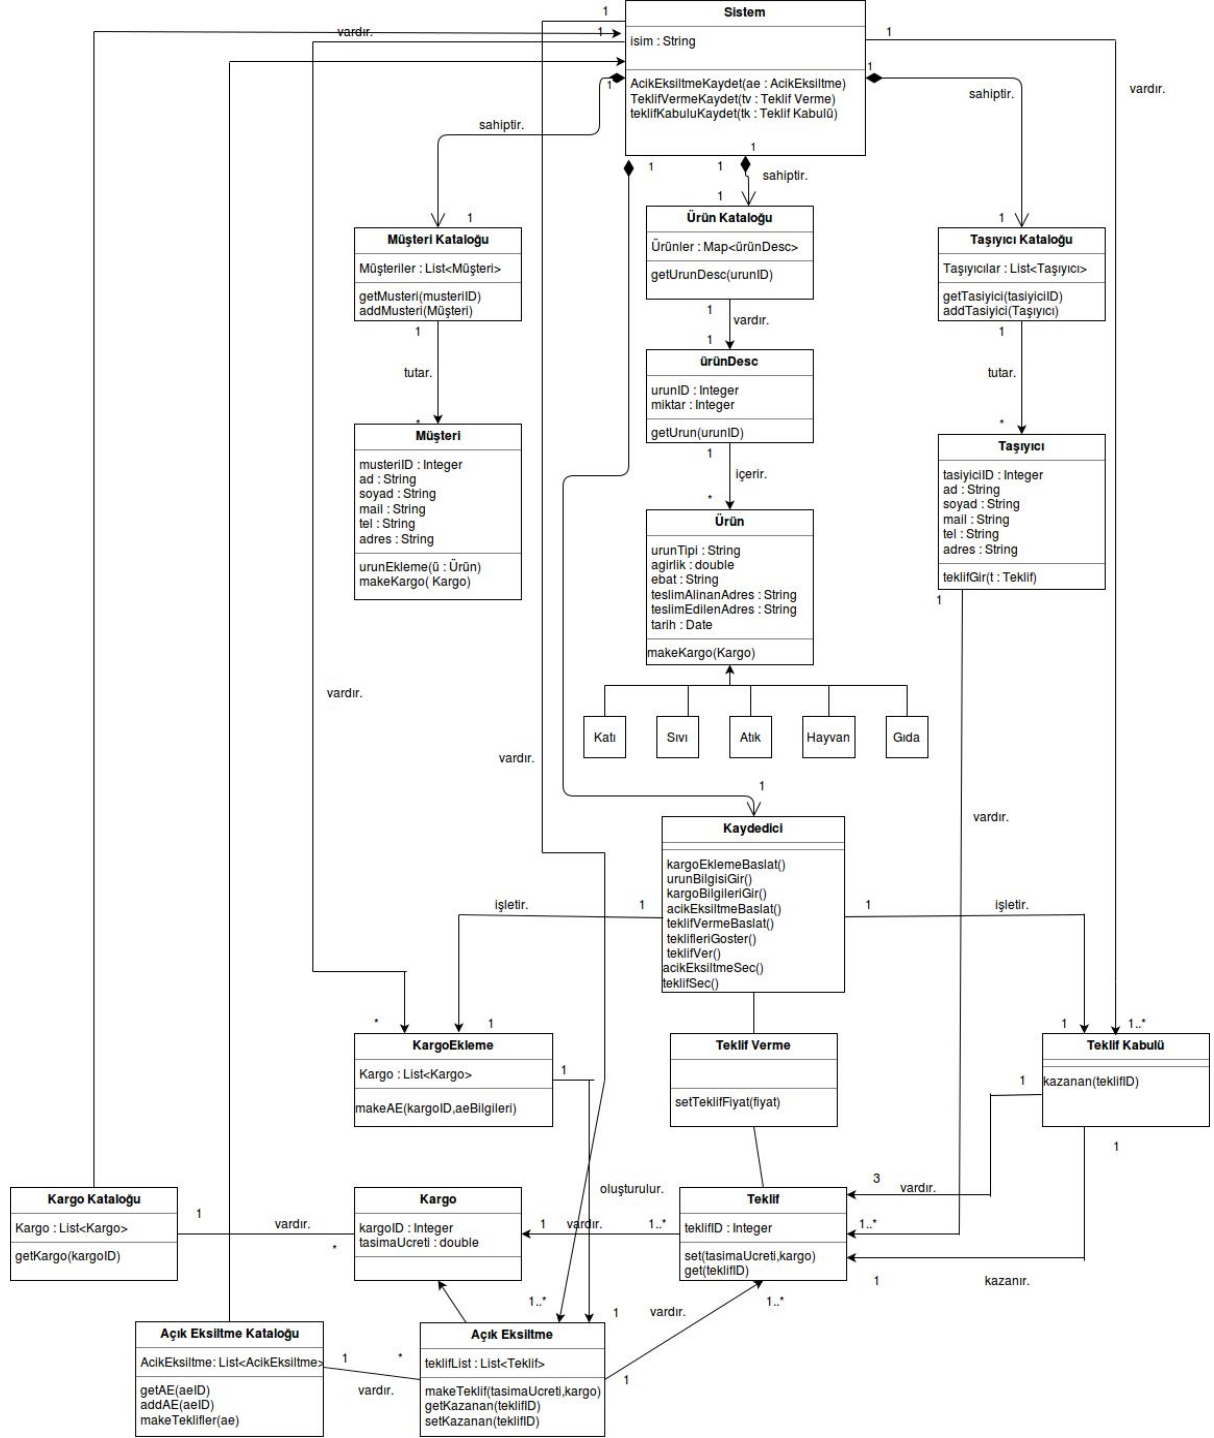 Sistem
isim : String
AcikEksiltmeKaydet(ae : AcikEksiltme)
TeklifVermeKaydet(tv : Teklif Verme)
teklifKabuluKaydet(tk : Teklif Kabulü)
1
1
1
1
1
1
1
1
vardır.
vardır.
sahiptir.
sahiptir.
sahiptir.
1
1
1
Müşteri Kataloğu
Müşteriler : List<Müşteri>
getMusteri(musteriID)
addMusteri(Müşteri)
1
tutar.
*
Ürün Kataloğu
Ürünler : Map<ürünDesc>
getUrunDesc(urunID)
1
vardır.
1
Taşıyıcı Kataloğu
Taşıyıcılar : List<Taşıyıcı>
getTasiyici(tasiyiciID)
addTasiyici(Taşıyıcı)
1
tutar.
*
ürünDesc
urunID : Integer
miktar : Integer
getUrun(urunID)
1
içerir.
*
Müşteri
musteriID : Integer
ad : String
soyad : String
mail : String
tel : String
adres : String
urunEkleme(ü : Ürün)
makeKargo( Kargo)
Taşıyıcı
tasiyiciID : Integer
ad : String
soyad : String
mail : String
tel : String
adres : String
teklifGir(t : Teklif)
1
Ürün
urunTipi : String
agirlik : double
ebat : String
teslimAlinanAdres : String
teslimEdilenAdres : String
tarih : Date
makeKargo(Kargo)
Katı
Sıvı
Atık
Hayvan
Gıda
vardır.
vardır.
vardır.
1
Kaydedici
kargoEklemeBaslat()
urunBilgisiGir()
kargoBilgileriGir()
acikEksiltmeBaslat()
teklifVermeBaslat()
teklifleriGoster()
teklifVer()
acikEksiltmeSec()
teklifSec()
işletir.
1
1
işletir.
*
1
1
1..*
KargoEkleme
Kargo : List<Kargo>
makeAE(kargoID,aeBilgileri)
1
Teklif Verme
setTeklifFiyat(fiyat)
Teklif Kabulü
kazanan(teklifID)
1
1
oluşturulur.
3
vardır.
Kargo Kataloğu
Kargo : List<Kargo>
getKargo(kargoID)
1
vardır.
*
Kargo
kargoID : Integer
tasimaUcreti : double
1
vardır.
1..*
Teklif
teklifID : Integer
set(tasimaUcreti,kargo)
get(teklifID)
1..*
1
kazanır.
1..*
1
vardır.
1..*
Açık Eksiltme Kataloğu
AcikEksiltme: List<AcikEksiltme>
getAE(aeID)
addAE(aeID)
makeTeklifler(ae)
1
vardır.
*
Açık Eksiltme
teklifList : List<Teklif>
makeTeklif(tasimaUcreti,kargo)
getKazanan(teklifID)
setKazanan(teklifID)
1